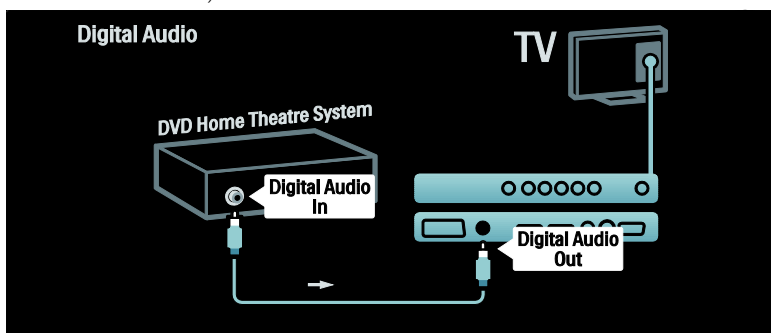 Digital Audio
TV
DVD Home Theatre System
Digital Audio
In
Digital Audio
Out